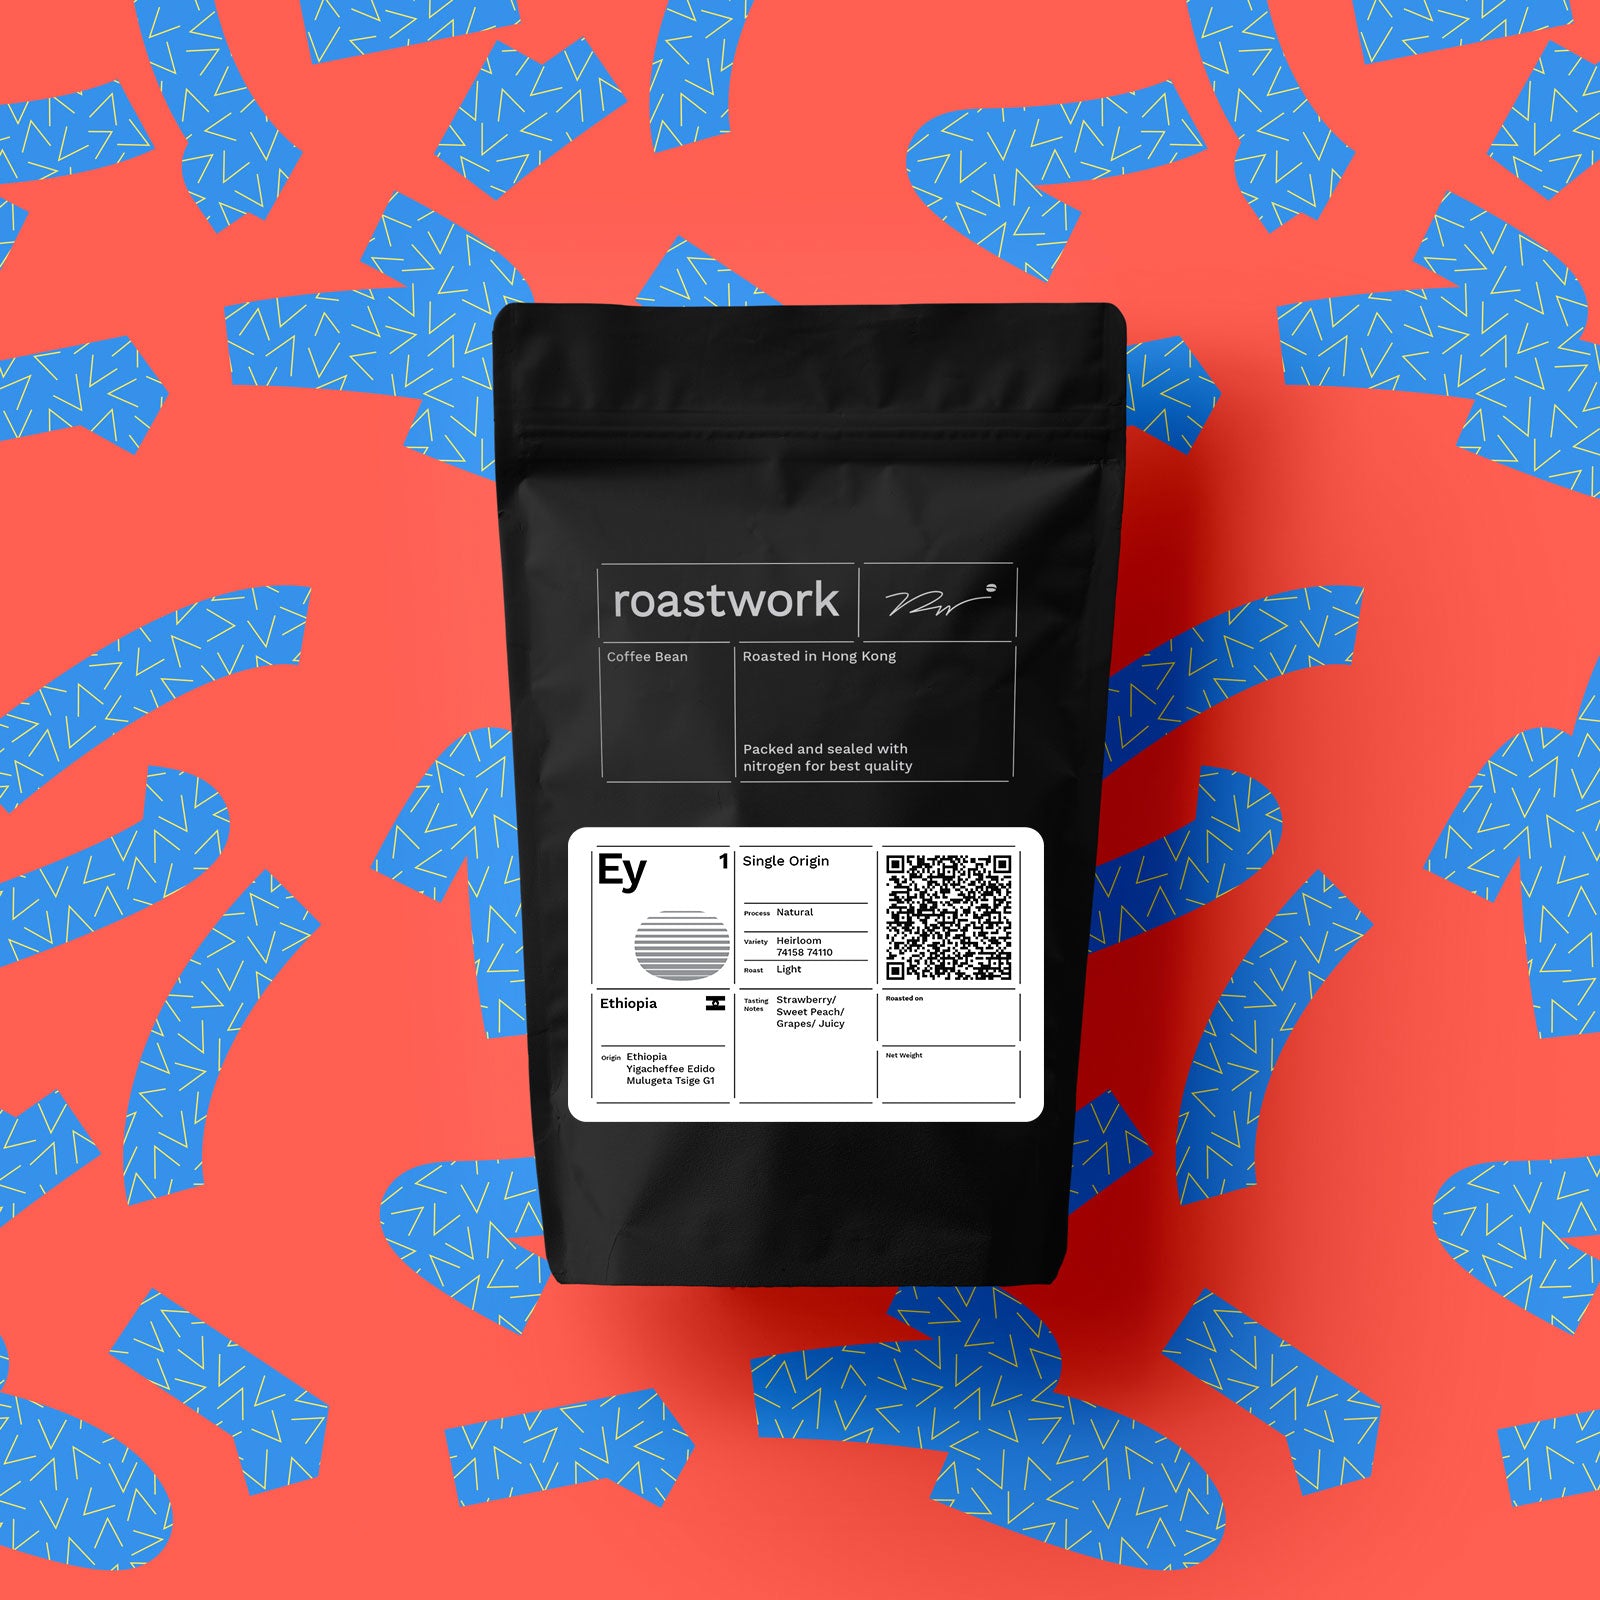 roastwork
Rw
Coffee Bean
Roasted in Hong Kong
Packed and sealed with
nitrogen for best quality
Ey 1
Single Origin
Process Natural
Variety Heirloom
74158 74110
Roast Light
Ethiopia
Origin Ethiopia
Yigacheffee Edido
Mulugeta Tsige G1
Tasting
Notes
Strawberry/
Sweet Peach/
Grapes/ Juicy
Roasted on
Net Weight